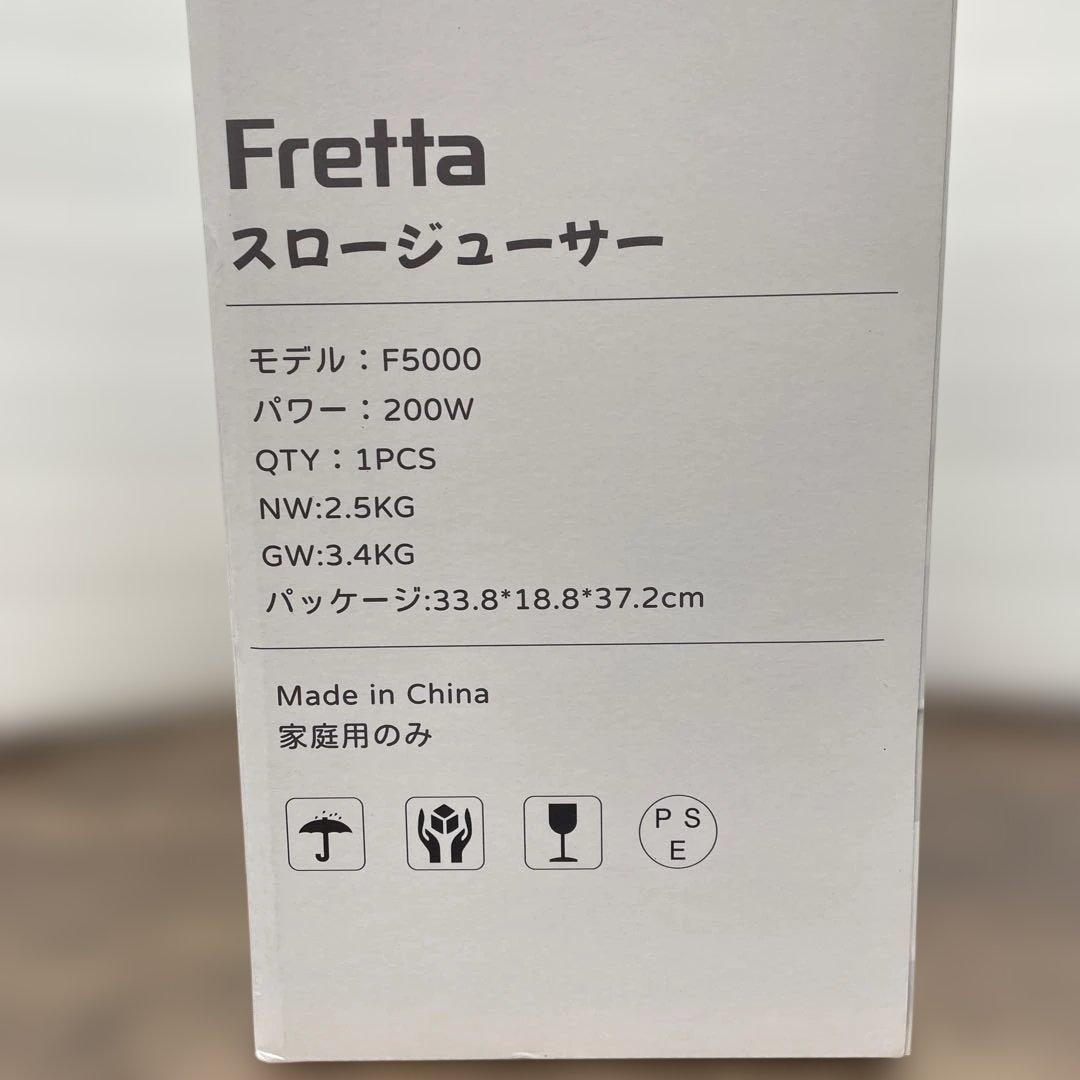 Fretta
スロージューサー
モデル：F5000
パワー：200W
QTY：1PCS
NW:2.5KG
GW:3.4KG
パッケージ:33.8*18.8*37.2cm
Made in China
家庭用のみ
P S
E